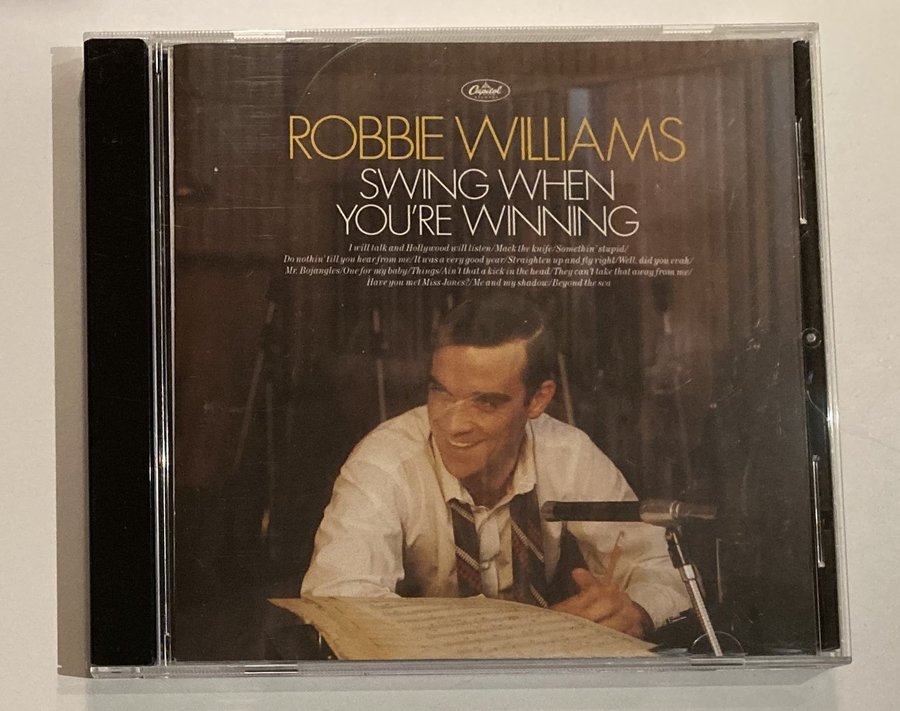 Capitol
ROBBIE WILLIAMS
SWING WHEN
YOU'RE WINNING
I will talk and Hollywood will listen/Mack the knife/Somethin' stupid/
Do nothin' till you hear from me/It was a very good year/Straighten up and fly right/Well, did you evah/
Mr. Bojangles/One for my baby/Things/Ain't that a kick in the head/They can't take that away from me/
Have you met Miss Jones?/Me and my shadow/Beyond the sea